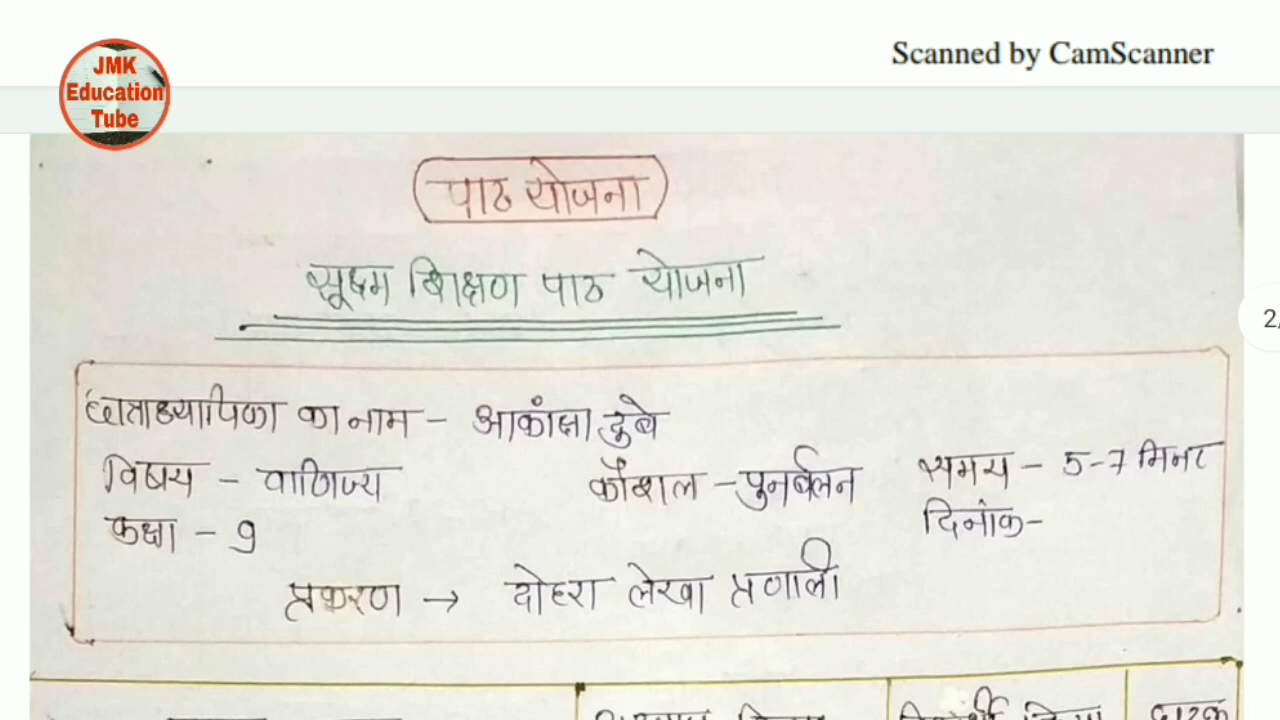 Scanned by CamScanner
JMK
Education
Tube
पाठ योजना
सूक्ष्म शिक्षण पाठ योजना
2/
छात्राध्यापिका का नाम - आकांक्षा दुबे
विषय - वाणिज्य कौशल - पुनर्बलन समय - 5-7 मिनट
कक्षा - 9 दिनांक-
प्रकरण → दोहरा लेखा प्रणाली